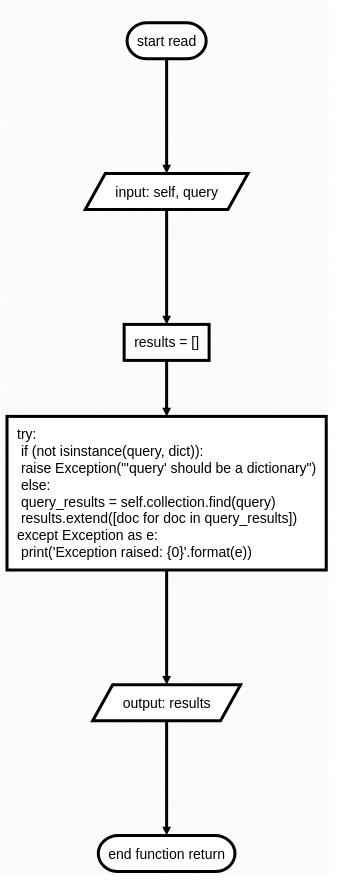 start read
input: self, query
results = []
try:
if (not isinstance(query, dict)):
raise Exception("'query' should be a dictionary")
else:
query_results = self.collection.find(query)
results.extend([doc for doc in query_results])
except Exception as e:
print('Exception raised: {0}'.format(e))
output: results
end function return